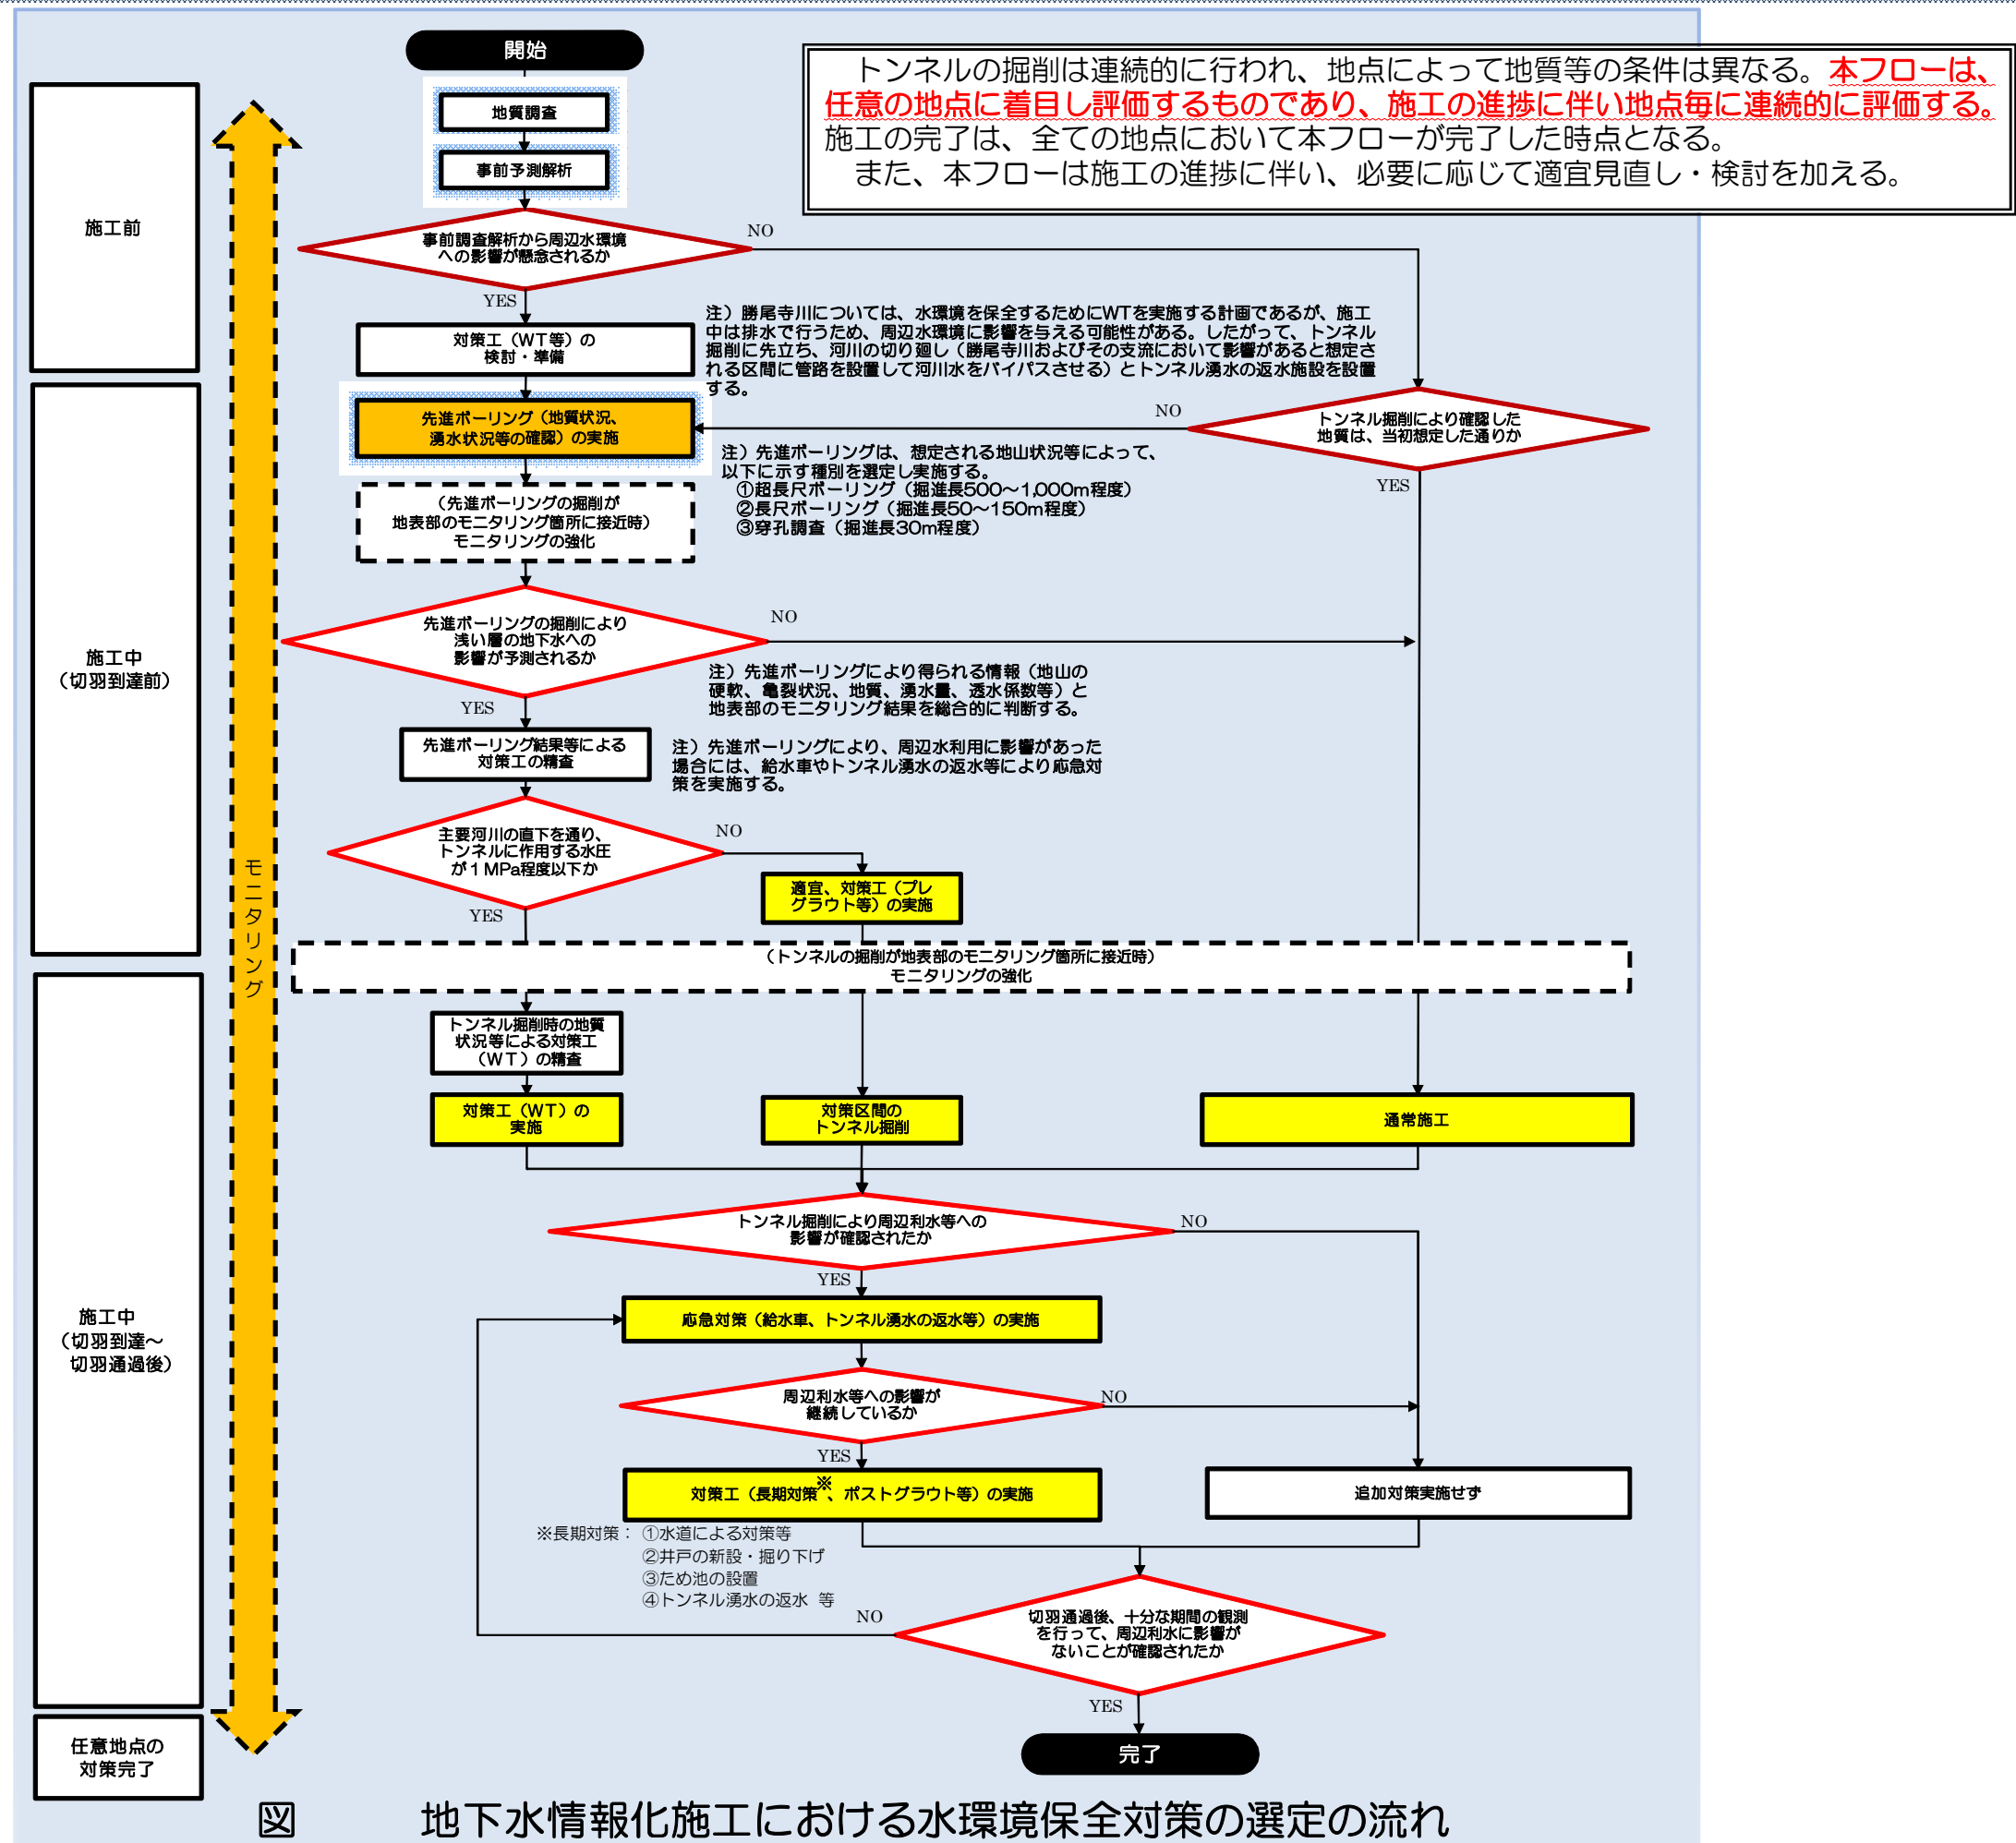 開始
トンネルの掘削は連続的に行われ、地点によって地質等の条件は異なる。本フローは、
任意の地点に着目し評価するものであり、施工の進捗に伴い地点毎に連続的に評価する。
施工の完了は、全ての地点において本フローが完了した時点となる。
また、本フローは施工の進捗に伴い、必要に応じて適宜見直し・検討を加える。
地質調査
事前予測解析
施工前
事前調査解析から周辺水環境
への影響が懸念されるか
NO
YES
対策工（WT等）の
検討・準備
注）勝尾寺川については、水環境を保全するためにWTを実施する計画であるが、施工
中は排水で行うため、周辺水環境に影響を与える可能性がある。したがって、トンネル
掘削に先立ち、河川の切り廻し（勝尾寺川およびその支流において影響があると想定さ
れる区間に管路を設置して河川水をバイパスさせる）とトンネル湧水の返水施設を設置
する。
先進ボーリング（地質状況、
湧水状況等の確認）の実施
NO
トンネル掘削により確認した
地質は、当初想定した通りか
YES
注）先進ボーリングは、想定される地山状況等によって、
以下に示す種別を選定し実施する。
①超長尺ボーリング（掘進長500～1,000m程度）
②長尺ボーリング（掘進長50～150m程度）
③穿孔調査（掘進長30m程度）
（先進ボーリングの掘削が
地表部のモニタリング箇所に接近時）
モニタリングの強化
施工中
（切羽到達前）
先進ボーリングの掘削により
浅い層の地下水への
影響が予測されるか
NO
YES
注）先進ボーリングにより得られる情報（地山の
硬軟、亀裂状況、地質、湧水量、透水係数等）と
地表部のモニタリング結果を総合的に判断する。
先進ボーリング結果等による
対策工の精査
注）先進ボーリングにより、周辺水利用に影響があった
場合には、給水車やトンネル湧水の返水等により応急対
策を実施する。
主要河川の直下を通り、
トンネルに作用する水圧
が１MPa程度以下か
NO
YES
適宜、対策工（プレ
グラウト等）の実施
モニタリング
（トンネルの掘削が地表部のモニタリング箇所に接近時）
モニタリングの強化
トンネル掘削時の地質
状況等による対策工
（WT）の精査
対策工（WT）の
実施
対策区間の
トンネル掘削
通常施工
トンネル掘削により周辺利水等への
影響が確認されたか
NO
YES
施工中
（切羽到達～
切羽通過後）
応急対策（給水車、トンネル湧水の返水等）の実施
周辺利水等への影響が
継続しているか
NO
YES
対策工（長期対策※、ポストグラウト等）の実施
追加対策実施せず
※長期対策： ①水道による対策等
②井戸の新設・掘り下げ
③ため池の設置
④トンネル湧水の返水 等
NO
切羽通過後、十分な期間の観測
を行って、周辺利水に影響が
ないことが確認されたか
YES
任意地点の
対策完了
完了
図 地下水情報化施工における水環境保全対策の選定の流れ